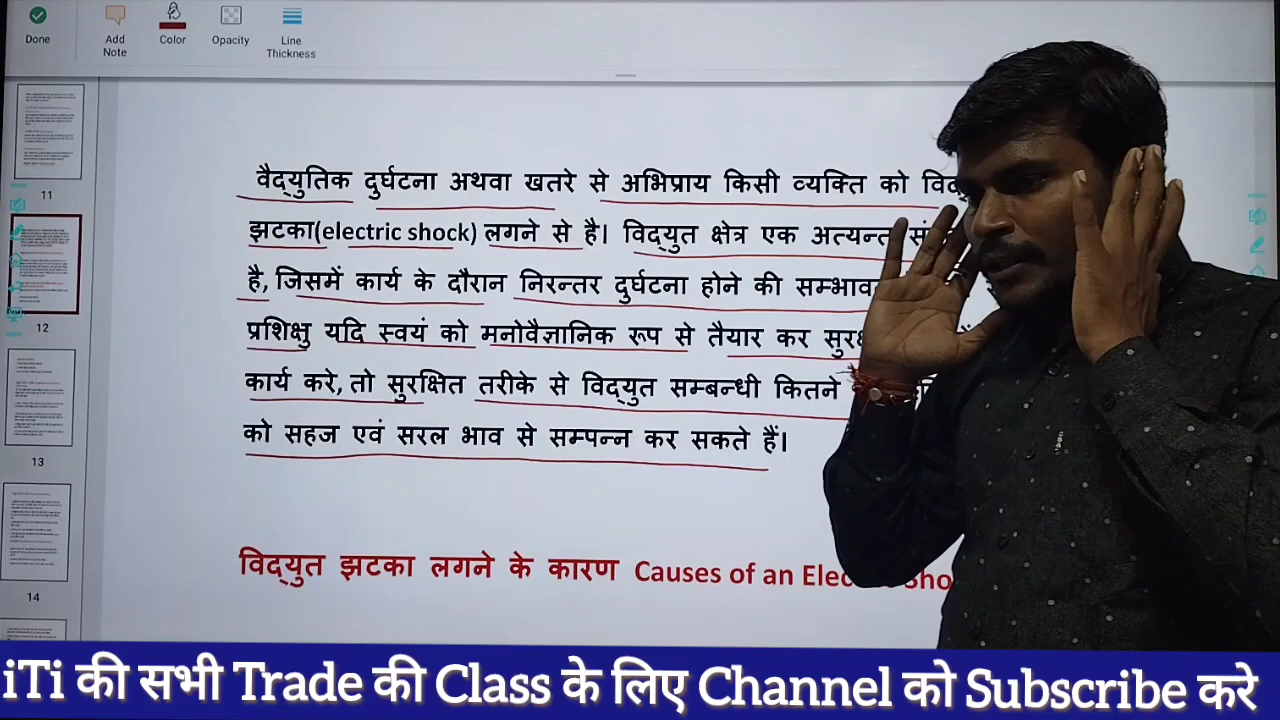 Done
Add Note
Color
Opacity
Line Thickness
11
12
13
14
वैद्युतिक दुर्घटना अथवा खतरे से अभिप्राय किसी व्यक्ति को
झटका(electric shock) लगने से है। विद्युत क्षेत्र एक अत्यन्त
है, जिसमें कार्य के दौरान निरन्तर दुर्घटना होने की
प्रशिक्षु यदि स्वयं को मनोवैज्ञानिक रूप से तैयार कर
कार्य करे, तो सुरक्षित तरीके से विद्युत सम्बन्धी कितने
को सहज एवं सरल भाव से सम्पन्न कर सकते हैं।
विद्युत झटका लगने के कारण Causes of an
iTi की सभी Trade की Class के लिए Channel को Subscribe करे